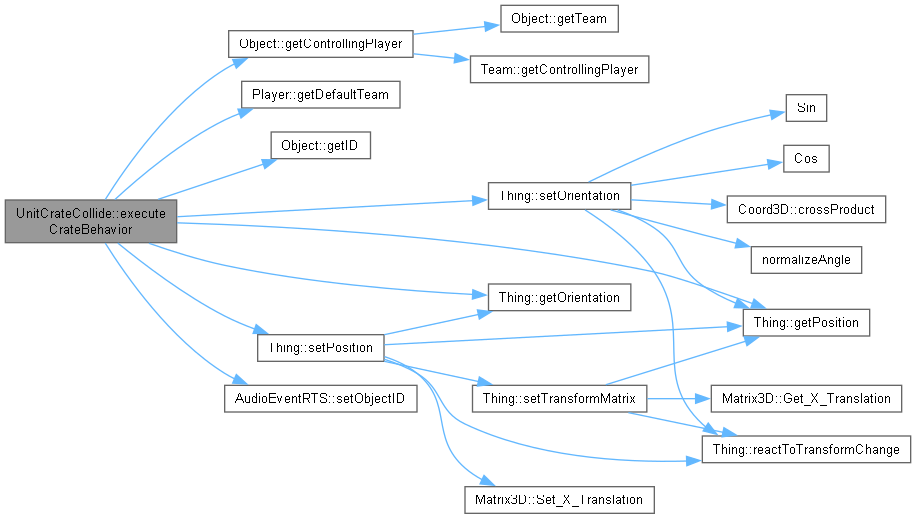 Object::getTeam
Object::getControllingPlayer
Team::getControllingPlayer
Player::getDefaultTeam
Sin
Object::getID
Cos
Thing::setOrientation
Coord3D::crossProduct
UnitCrateCollide::execute
CrateBehavior
normalizeAngle
Thing::getOrientation
Thing::getPosition
Thing::setPosition
AudioEventRTS::setObjectID
Thing::setTransformMatrix
Matrix3D::Get_X_Translation
Thing::reactToTransformChange
Matrix3D::Set_X_Translation